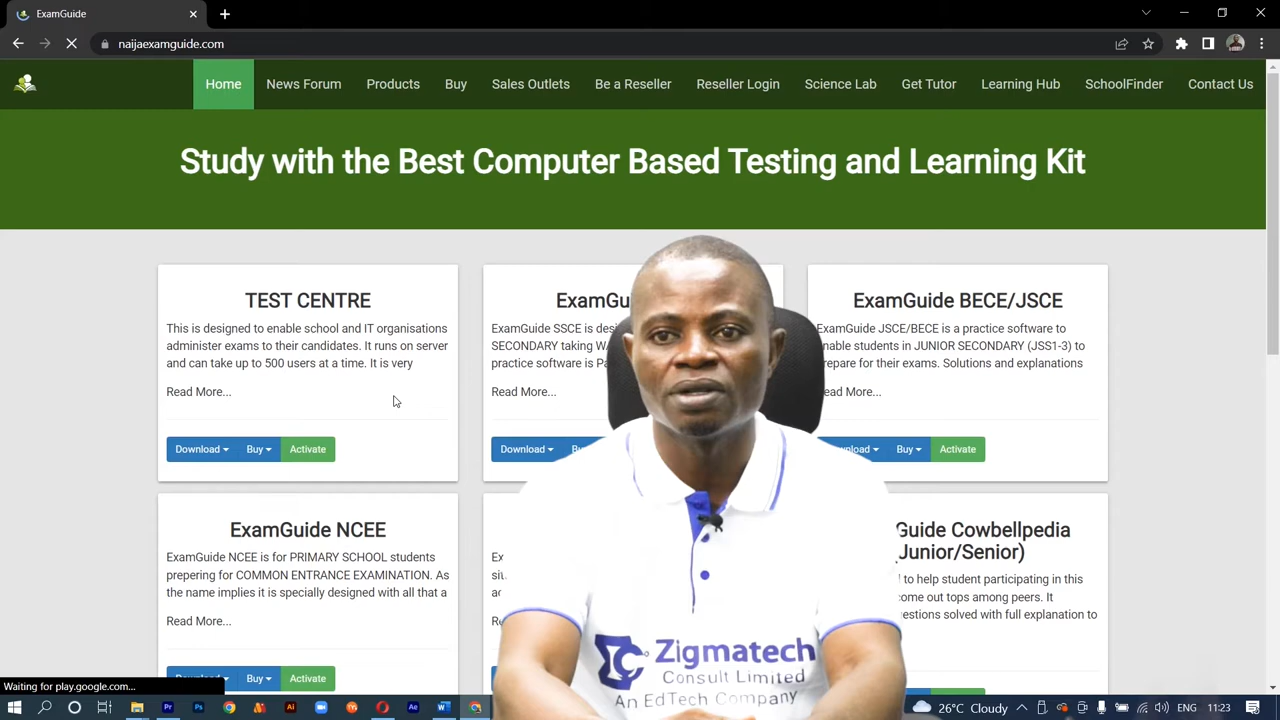 ExamGuide
naijaexamguide.com
Home News Forum Products Buy Sales Outlets Be a Reseller Reseller Login Science Lab Get Tutor Learning Hub SchoolFinder Contact Us
Study with the Best Computer Based Testing and Learning Kit
TEST CENTRE
This is designed to enable school and IT organisations
administer exams to their candidates. It runs on server
and can take up to 500 users at a time. It is very
Read More...
Download Buy Activate
ExamGu
ExamGuide SSCE is desi
SECONDARY taking WA
practice software is Pa
Read More...
Download
ExamGuide BECE/JSCE
ExamGuide JSCE/BECE is a practice software to
enable students in JUNIOR SECONDARY (JSS1-3) to
prepare for their exams. Solutions and explanations
Read More...
Buy Activate
ExamGuide NCEE
ExamGuide NCEE is for PRIMARY SCHOOL students
preparing for COMMON ENTRANCE EXAMINATION. As
the name implies it is specially designed with all that a
Read More...
Download Buy Activate
Guide Cowbellpedia
(Junior/Senior)
to help student participating in this
come out tops among peers. It
estions solved with full explanation to
Zigmatech
Consult Limited
An EdTech Company
Waiting for play.google.com...
26°C Cloudy
ENG
11:23